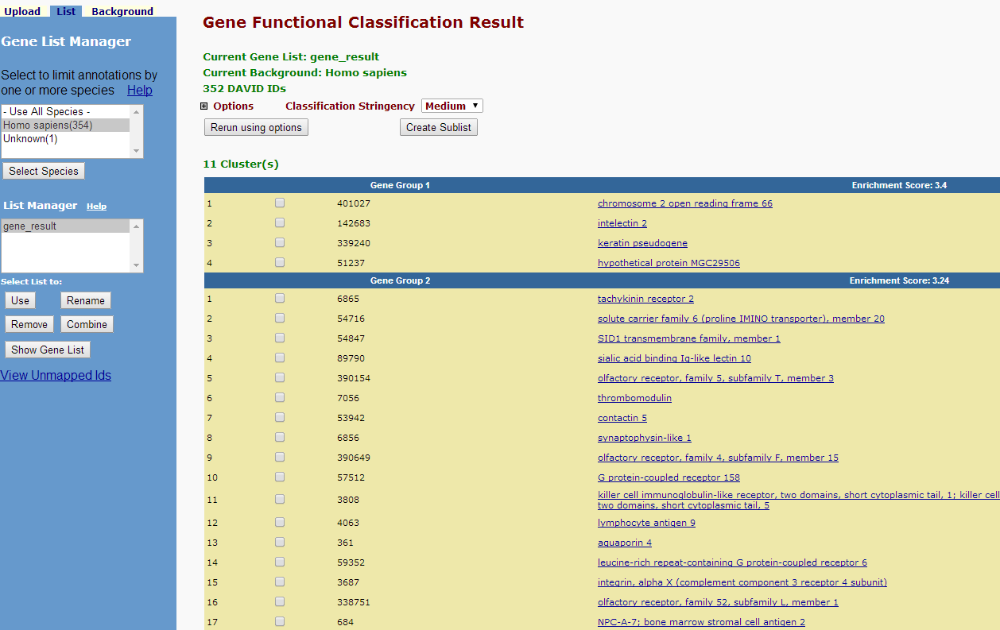 Upload List Background
Gene List Manager
Select to limit annotations by
one or more species Help
- Use All Species -
Homo sapiens(354)
Unknown(1)
Select Species
List Manager Help
gene_result
Select List to:
Use Rename
Remove Combine
Show Gene List
View Unmapped Ids
Gene Functional Classification Result
Current Gene List: gene_result
Current Background: Homo sapiens
352 DAVID IDs
Options Classification Stringency Medium
Rerun using options Create Sublist
11 Cluster(s)
Gene Group 1 Enrichment Score: 3.4
1 401027 chromosome 2 open reading frame 66
2 142683 intelectin 2
3 339240 keratin pseudogene
4 51237 hypothetical protein MGC29506
Gene Group 2 Enrichment Score: 3.24
1 6865 tachykinin receptor 2
2 54716 solute carrier family 6 (proline IMINO transporter), member 20
3 54847 SID1 transmembrane family, member 1
4 89790 sialic acid binding Ig-like lectin 10
5 390154 olfactory receptor, family 5, subfamily T, member 3
6 7056 thrombomodulin
7 53942 contactin 5
8 6856 synaptophysin-like 1
9 390649 olfactory receptor, family 4, subfamily F, member 15
10 57512 G protein-coupled receptor 158
11 3808 killer cell immunoglobulin-like receptor, two domains, short cytoplasmic tail, 1; killer cell
two domains, short cytoplasmic tail, 5
12 4063 lymphocyte antigen 9
13 361 aquaporin 4
14 59352 leucine-rich repeat-containing G protein-coupled receptor 6
15 3687 integrin, alpha X (complement component 3 receptor 4 subunit)
16 338751 olfactory receptor, family 52, subfamily L, member 1
17 684 NPC-A-7; bone marrow stromal cell antigen 2